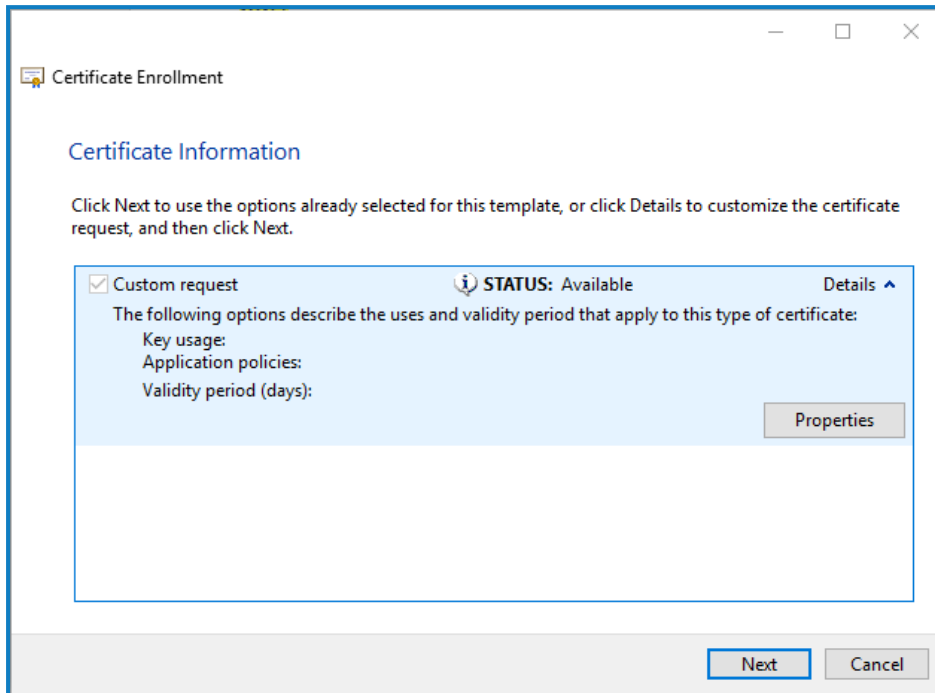 Certificate Enrollment
Certificate Information
Click Next to use the options already selected for this template, or click Details to customize the certificate
request, and then click Next.
Custom request STATUS: Available Details
The following options describe the uses and validity period that apply to this type of certificate:
Key usage:
Application policies:
Validity period (days):
Properties
Next Cancel